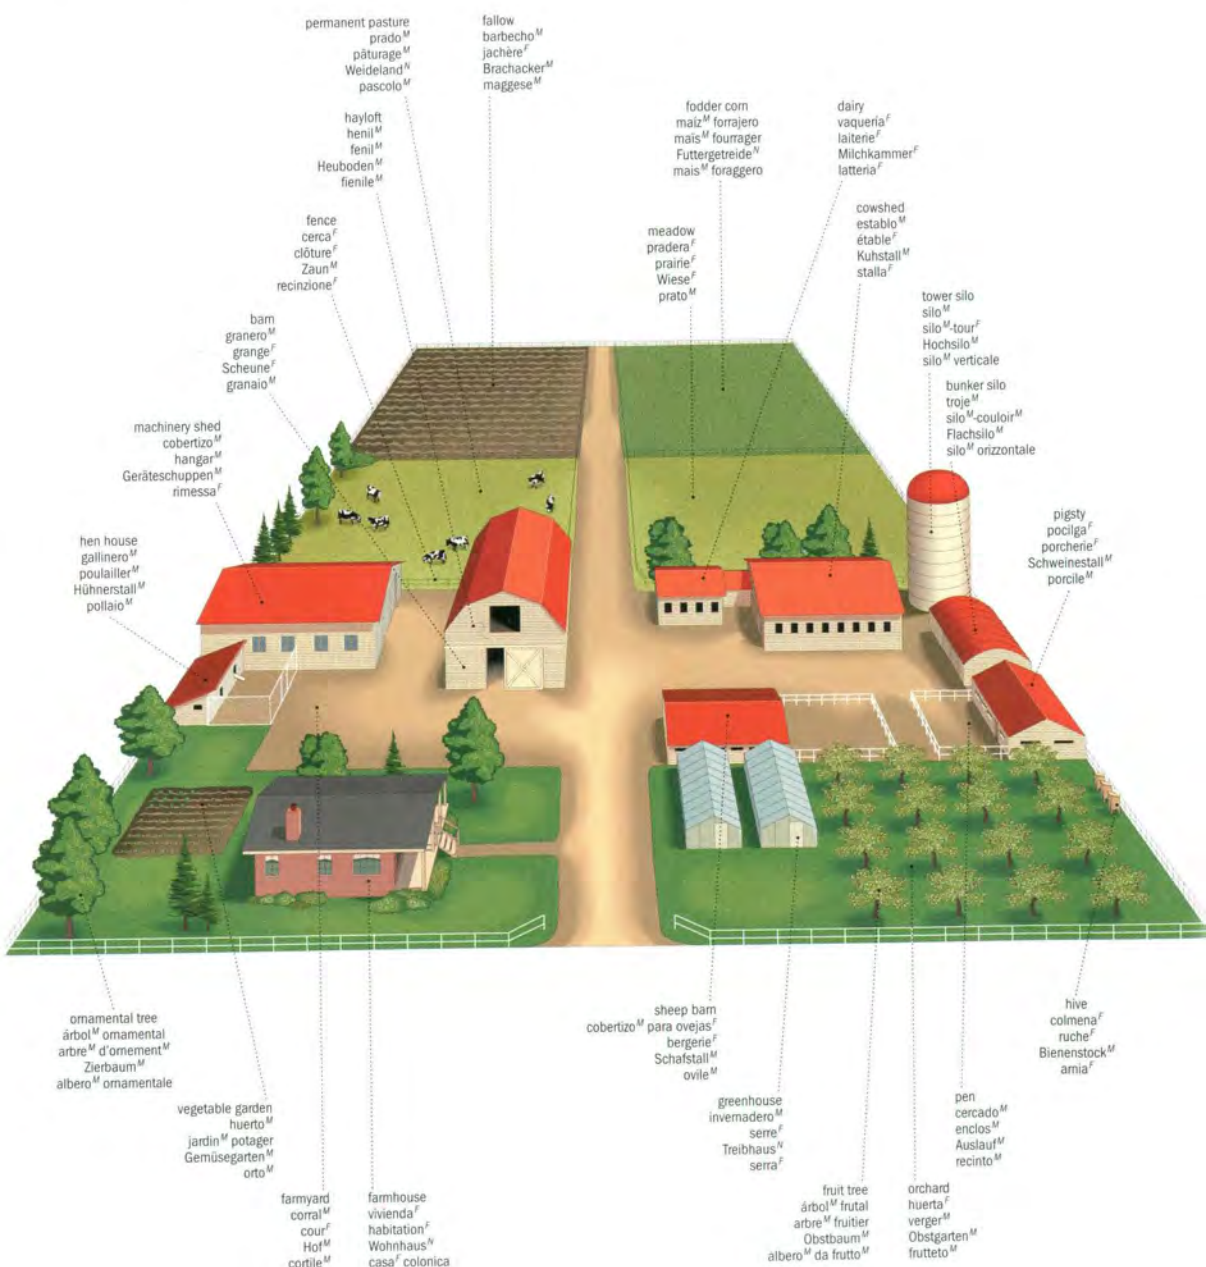 permanent pasture
prado M
pâturage M
Weideland N
pascolo M
fallow
barbecho M
jachère F
Brachacker M
maggese M
hayloft
henil M
fenil M
Heuboden M
fienile M
fodder corn
maíz M forrajero
maïs M fourrager
Futtergetreide N
mais M foraggero
dairy
vaquería F
laiterie F
Milchkammer F
latteria F
fence
cerca F
clôture F
Zaun M
recinzione F
meadow
pradera F
prairie F
Wiese F
prato M
cowshed
establo M
étable F
Kuhstall M
stalla F
barn
granero M
grange F
Scheune F
granaio M
tower silo
silo M
silo M-tour F
Hochsilo M
silo M verticale
bunker silo
troje M
silo M-couloir M
Flachsilo M
silo M orizzontale
machinery shed
cobertizo M
hangar M
Geräteschuppen M
rimessa F
hen house
gallinero M
poulailler M
Hühnerstall M
pollaio M
pigsty
pocilga F
porcherie F
Schweinestall M
porcile M
ornamental tree
árbol M ornamental
arbre M d'ornement M
Zierbaum M
albero M ornamentale
vegetable garden
huerto M
jardin M potager
Gemüsegarten M
orto M
farmyard
corral M
cour F
Hof M
cortile M
farmhouse
vivienda F
habitation F
Wohnhaus N
casa F colonica
sheep barn
cobertizo M para ovejas F
bergerie F
Schafstall M
ovile M
greenhouse
invernadero M
serre F
Treibhaus N
serra F
fruit tree
árbol M frutal
arbre M fruitier
Obstbaum M
albero M da frutto M
orchard
huerta F
verger M
Obstgarten M
frutteto M
pen
cercado M
enclos M
Auslauf M
recinto M
hive
colmena F
ruche F
Bienenstock M
arnia F